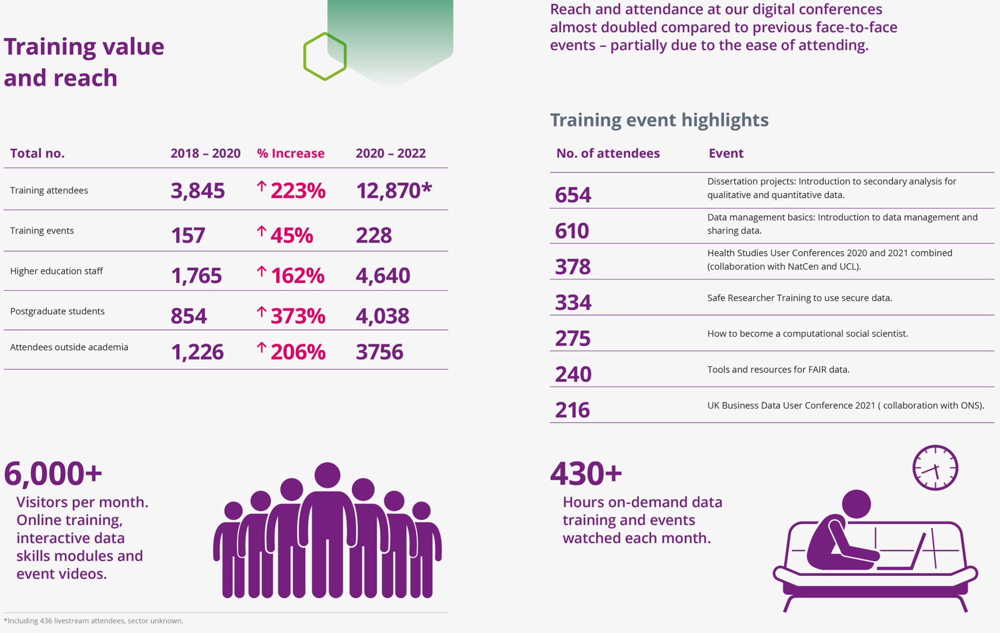 Training value
and reach
Total no. 2018 – 2020 % Increase 2020 – 2022
Training attendees 3,845 ↑ 223% 12,870*
Training events 157 ↑ 45% 228
Higher education staff 1,765 ↑ 162% 4,640
Postgraduate students 854 ↑ 373% 4,038
Attendees outside academia 1,226 ↑ 206% 3756
6,000+
Visitors per month.
Online training,
interactive data
skills modules and
event videos.
*Including 436 livestream attendees, sector unknown.
Reach and attendance at our digital conferences
almost doubled compared to previous face-to-face
events – partially due to the ease of attending.
Training event highlights
No. of attendees Event
654 Dissertation projects: Introduction to secondary analysis for
qualitative and quantitative data.
610 Data management basics: Introduction to data management and
sharing data.
378 Health Studies User Conferences 2020 and 2021 combined
(collaboration with NatCen and UCL).
334 Safe Researcher Training to use secure data.
275 How to become a computational social scientist.
240 Tools and resources for FAIR data.
216 UK Business Data User Conference 2021 ( collaboration with ONS).
430+
Hours on-demand data
training and events
watched each month.